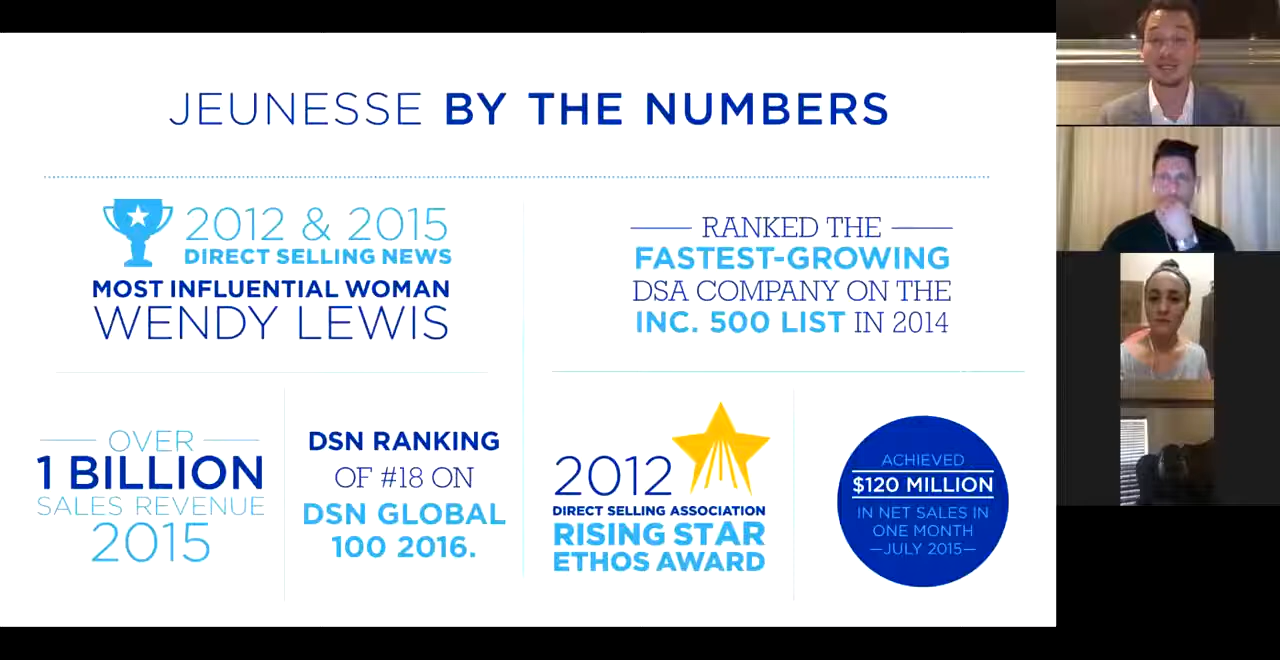 JEUNESSE BY THE NUMBERS
2012 & 2015
DIRECT SELLING NEWS
MOST INFLUENTIAL WOMAN
WENDY LEWIS
RANKED THE
FASTEST-GROWING
DSA COMPANY ON THE
INC. 500 LIST IN 2014
OVER
1 BILLION
SALES REVENUE
2015
DSN RANKING
OF #18 ON
DSN GLOBAL
100 2016.
2012
DIRECT SELLING ASSOCIATION
RISING STAR
ETHOS AWARD
ACHIEVED
$120 MILLION
IN NET SALES IN
ONE MONTH
—JULY 2015—